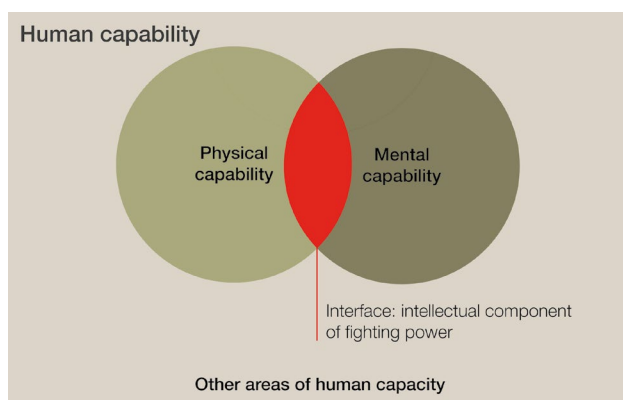 Human capability
Physical
capability
Mental
capability
Interface: intellectual component
of fighting power
Other areas of human capacity